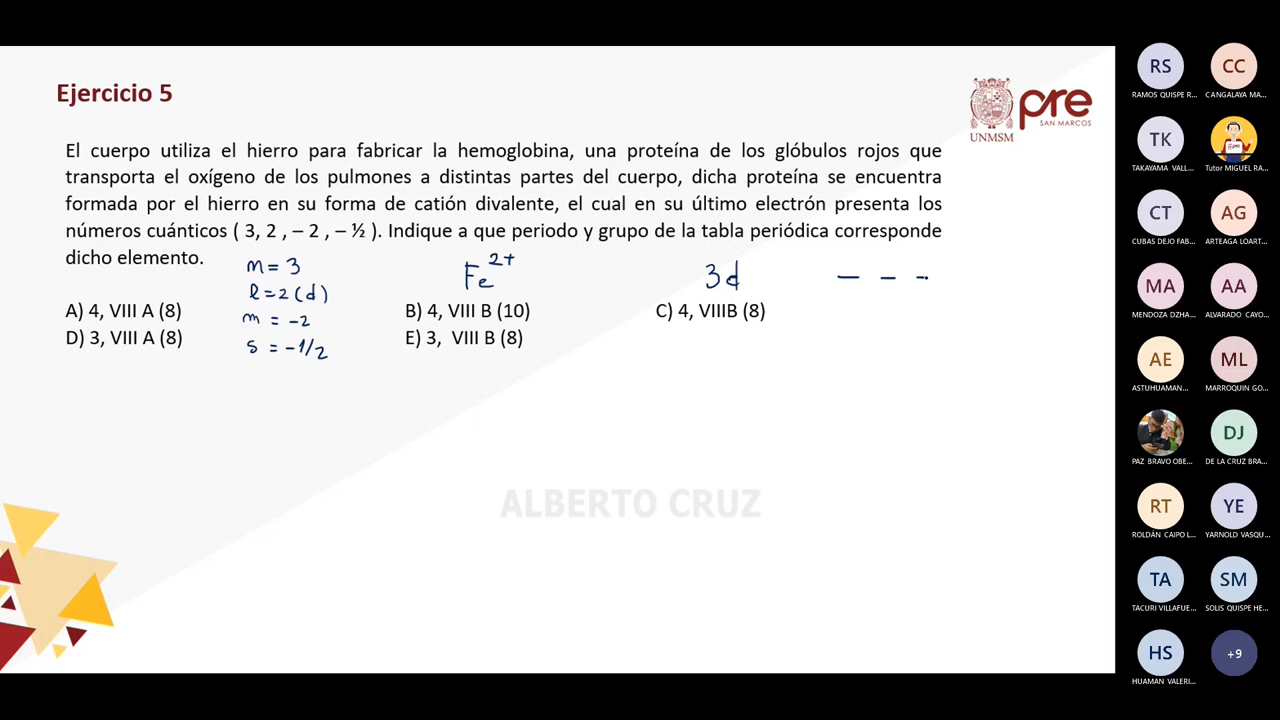 Ejercicio 5
UNMSM
pre
SAN MARCOS
El cuerpo utiliza el hierro para fabricar la hemoglobina, una proteína de los glóbulos rojos que
transporta el oxígeno de los pulmones a distintas partes del cuerpo, dicha proteína se encuentra
formada por el hierro en su forma de catión divalente, el cual en su último electrón presenta los
números cuánticos ( 3, 2 , – 2 , – ½ ). Indique a que periodo y grupo de la tabla periódica corresponde
dicho elemento.
n = 3
l = 2 (d)
m = -2
s = -1/2
Fe 2+
3d
A) 4, VIII A (8)
B) 4, VIII B (10)
C) 4, VIIIB (8)
D) 3, VIII A (8)
E) 3, VIII B (8)
ALBERTO CRUZ
RS
RAMOS QUISPE R...
CC
CANGALAYA MA...
TK
TAKAYAMA VALL...
Tutor MIGUEL RA...
CT
CUBAS DEJO FAB...
AG
ARTEAGA LOART...
MA
MENDOZA DZHA...
AA
ALVARADO CAYO...
AE
ASTUHUAMAN...
ML
MARROQUIN GO...
PAZ BRAVO OBE...
DJ
DE LA CRUZ BRA...
RT
ROLDÁN CAIPO L...
YE
YARNOLD VASQU...
TA
TACURI VILLAFUE...
SM
SOLIS QUISPE HE...
HS
HUAMAN VALERI...
+9